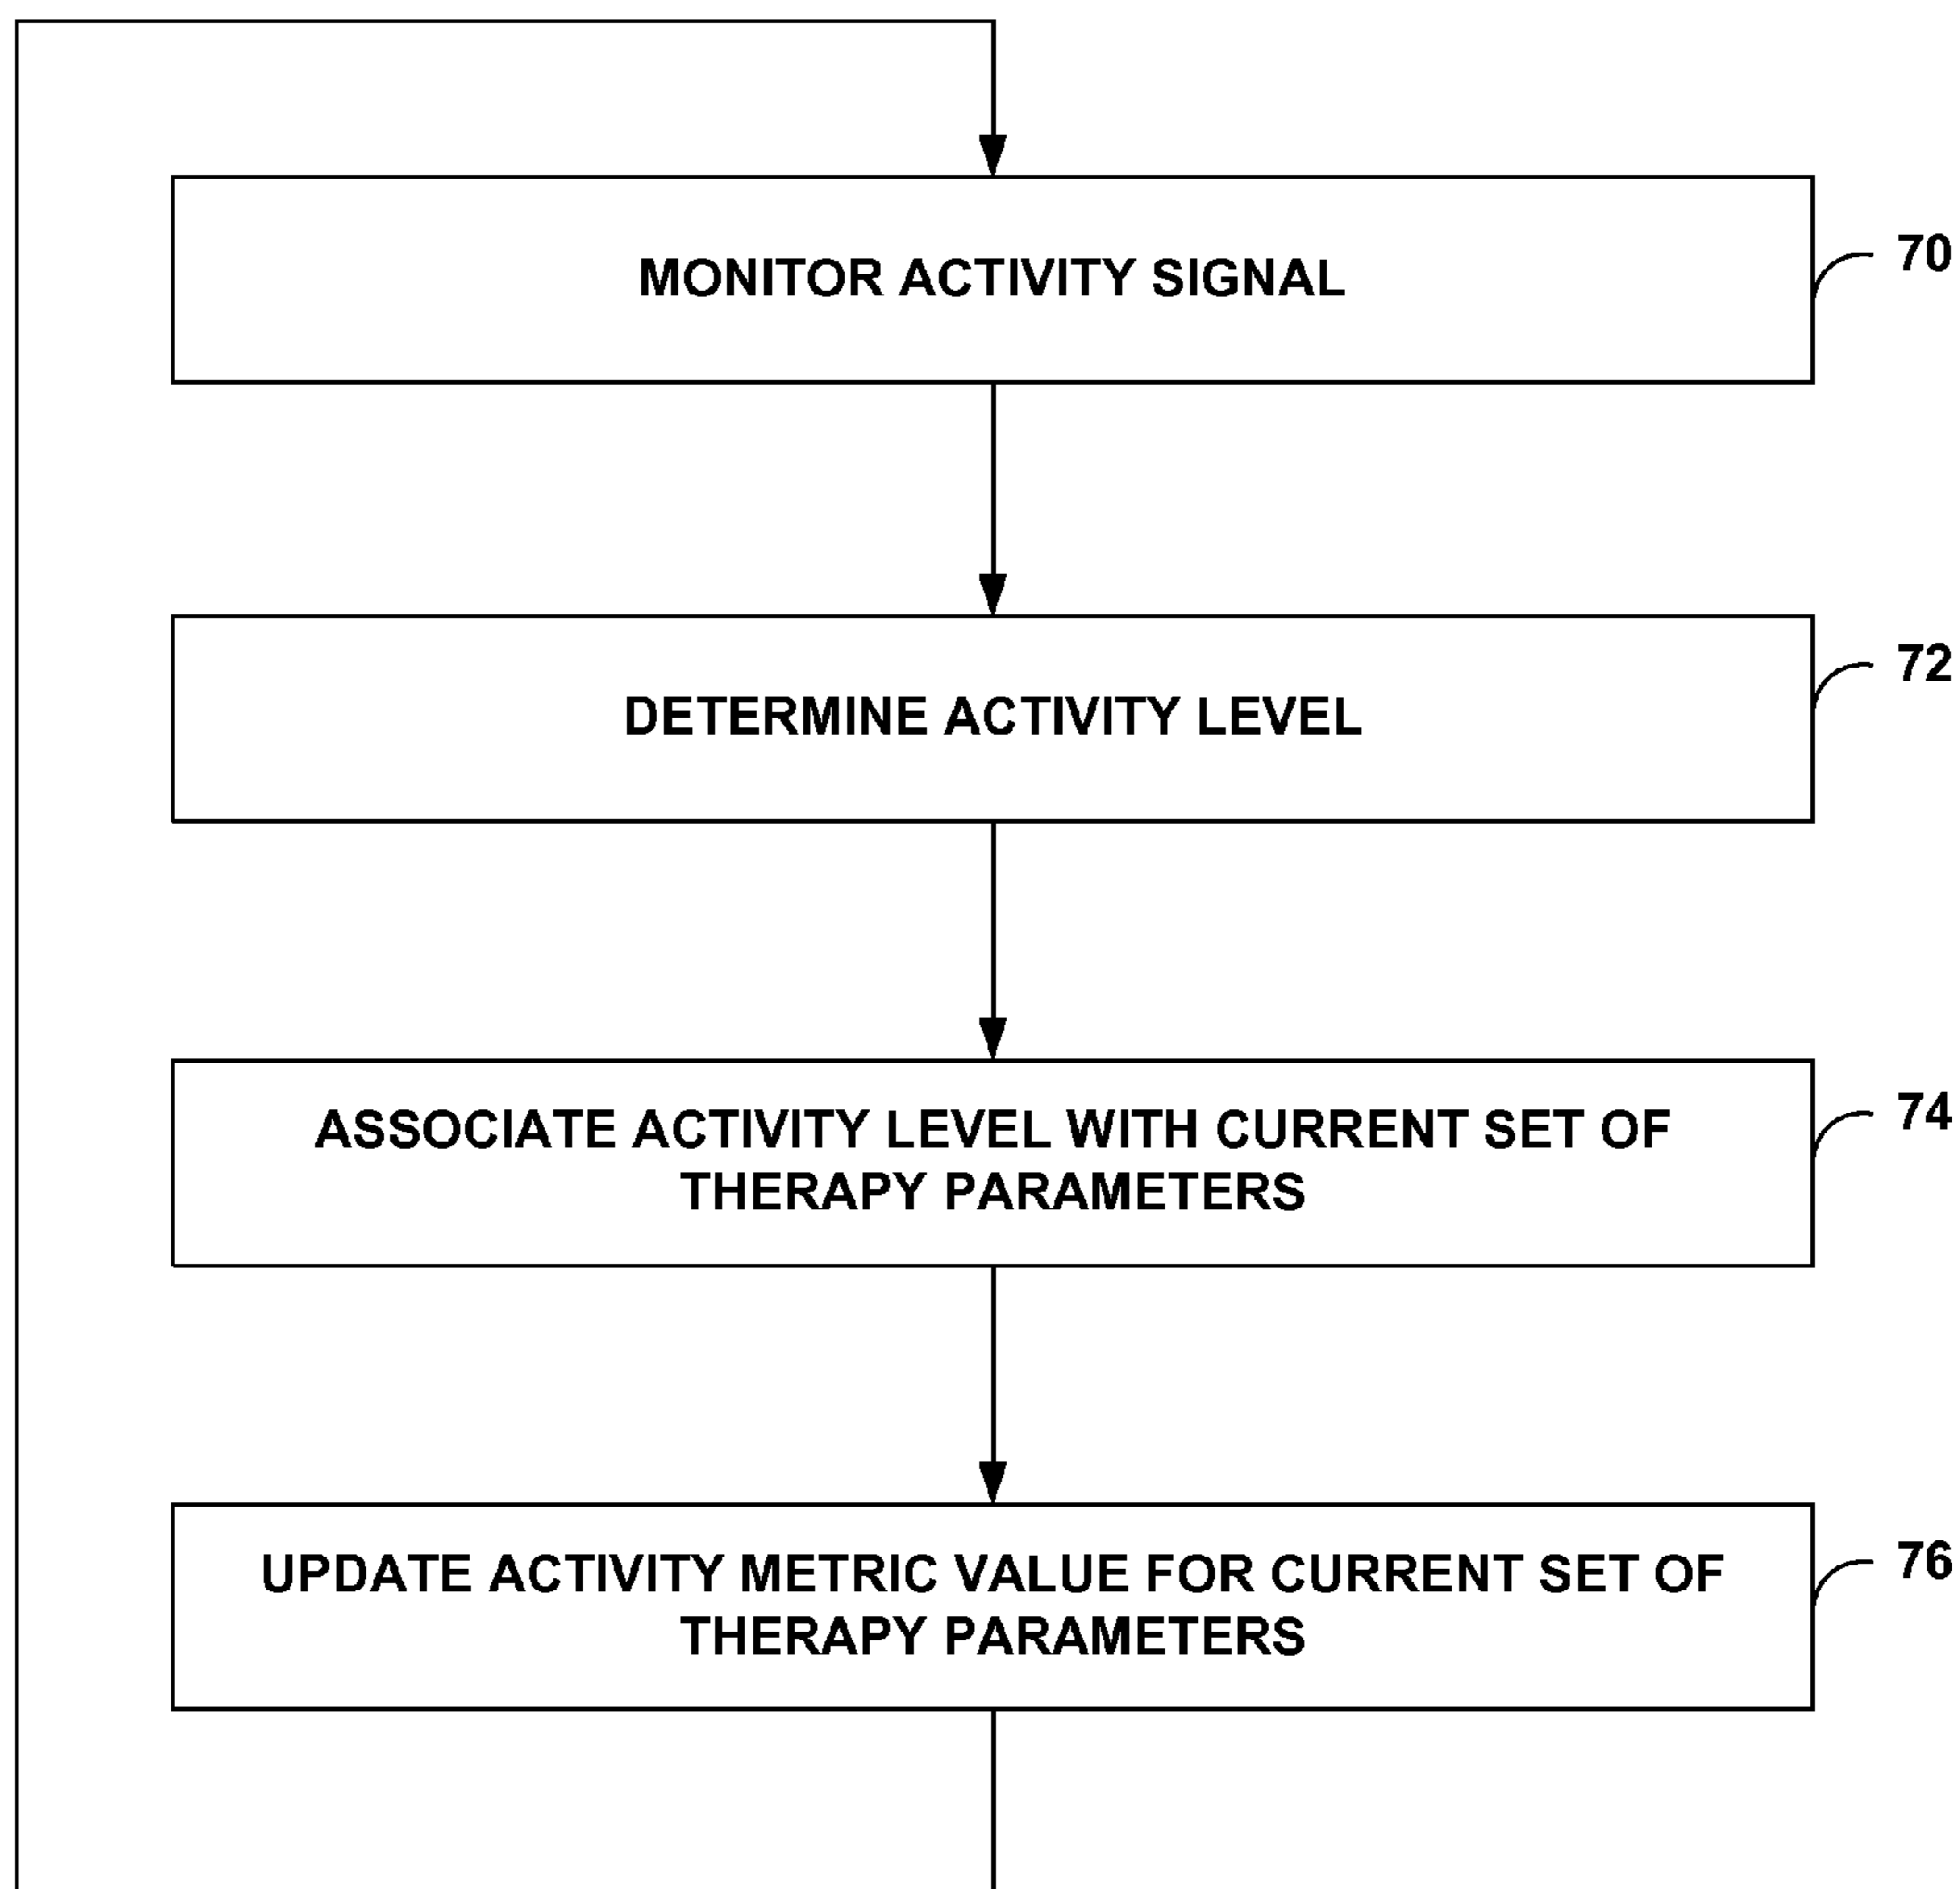 MONITOR ACTIVITY SIGNAL
70
DETERMINE ACTIVITY LEVEL
72
ASSOCIATE ACTIVITY LEVEL WITH CURRENT SET OF
THERAPY PARAMETERS
74
UPDATE ACTIVITY METRIC VALUE FOR CURRENT SET OF
THERAPY PARAMETERS
76